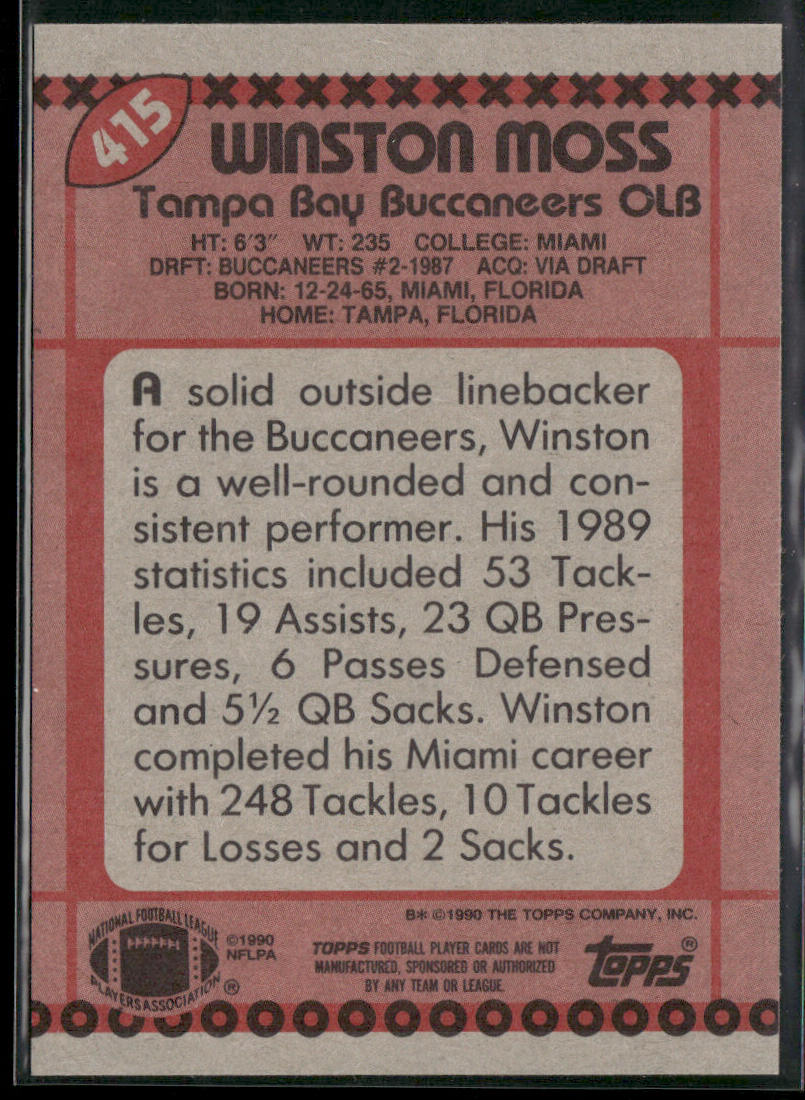 415
WINSTON MOSS
Tampa Bay Buccaneers OLB
HT: 6'3" WT: 235 COLLEGE: MIAMI
DRFT: BUCCANEERS #2-1987 ACQ: VIA DRAFT
BORN: 12-24-65, MIAMI, FLORIDA
HOME: TAMPA, FLORIDA
A solid outside linebacker
for the Buccaneers, Winston
is a well-rounded and con-
sistent performer. His 1989
statistics included 53 Tack-
les, 19 Assists, 23 QB Pres-
sures, 6 Passes Defensed
and 5½ QB Sacks. Winston
completed his Miami career
with 248 Tackles, 10 Tackles
for Losses and 2 Sacks.
B* ©1990 THE TOPPS COMPANY, INC.
NATIONAL FOOTBALL LEAGUE
PLAYERS ASSOCIATION ®
©1990
NFLPA
TOPPS FOOTBALL PLAYER CARDS ARE NOT
MANUFACTURED, SPONSORED OR AUTHORIZED
BY ANY TEAM OR LEAGUE.
topps®